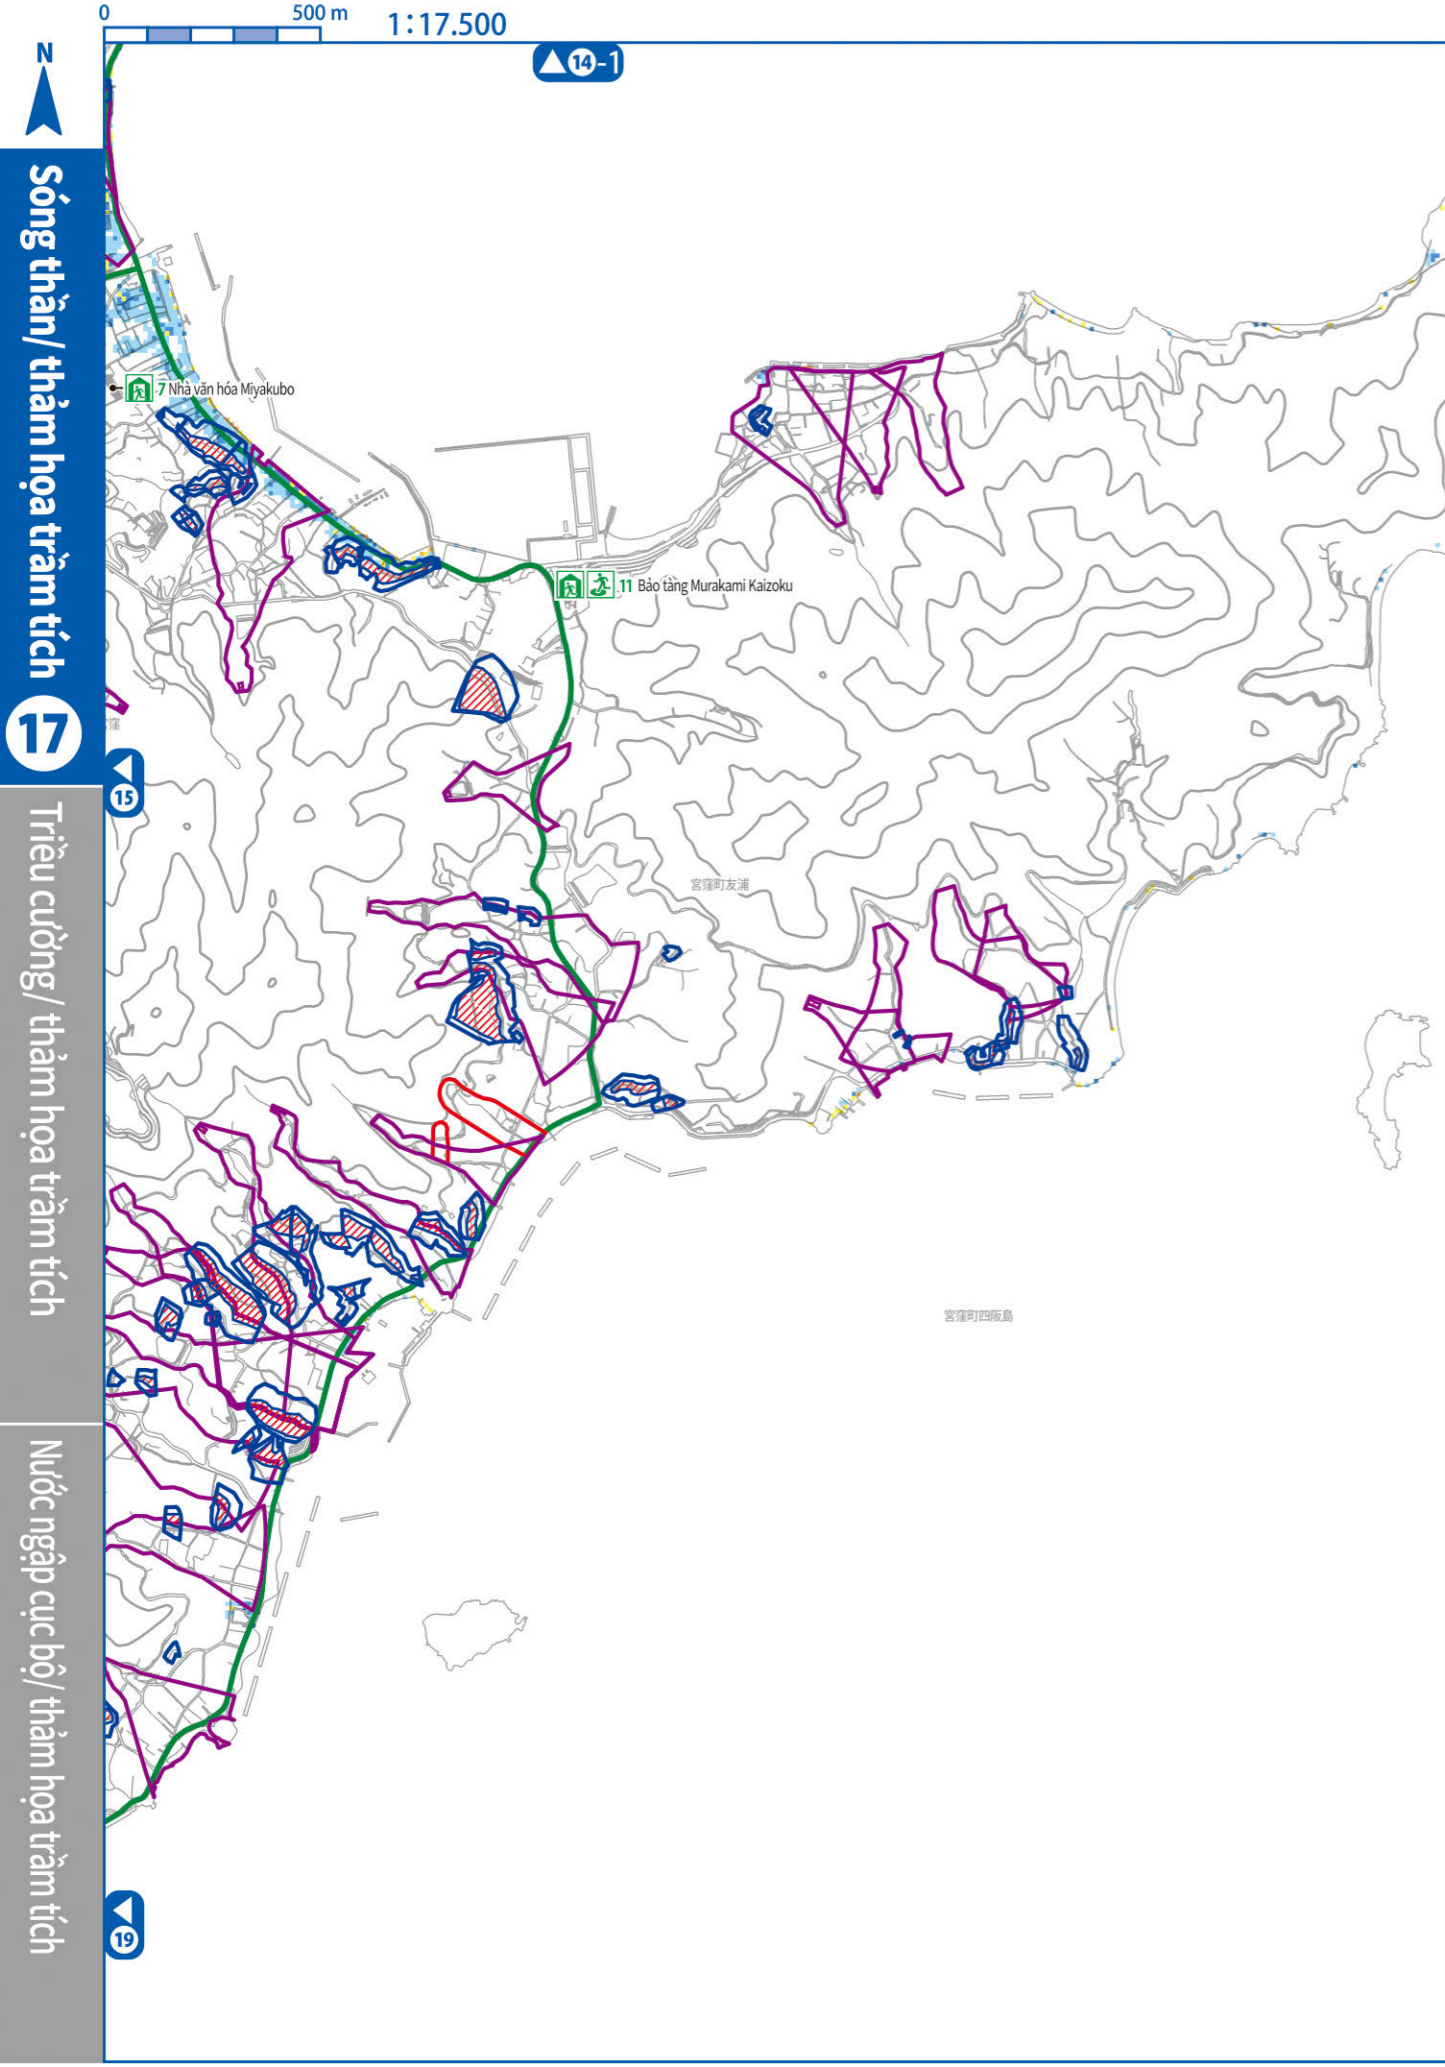 0
500 m
1:17.500
14-1
N
Sóng thần/ thảm họa trầm tích
17
Triều cường/ thảm họa trầm tích
Nước ngập cục bộ/ thảm họa trầm tích
7 Nhà văn hóa Miyakubo
11 Bảo tàng Murakami Kaizoku
窪
15
宮窪町友浦
宮窪町四阪島
19